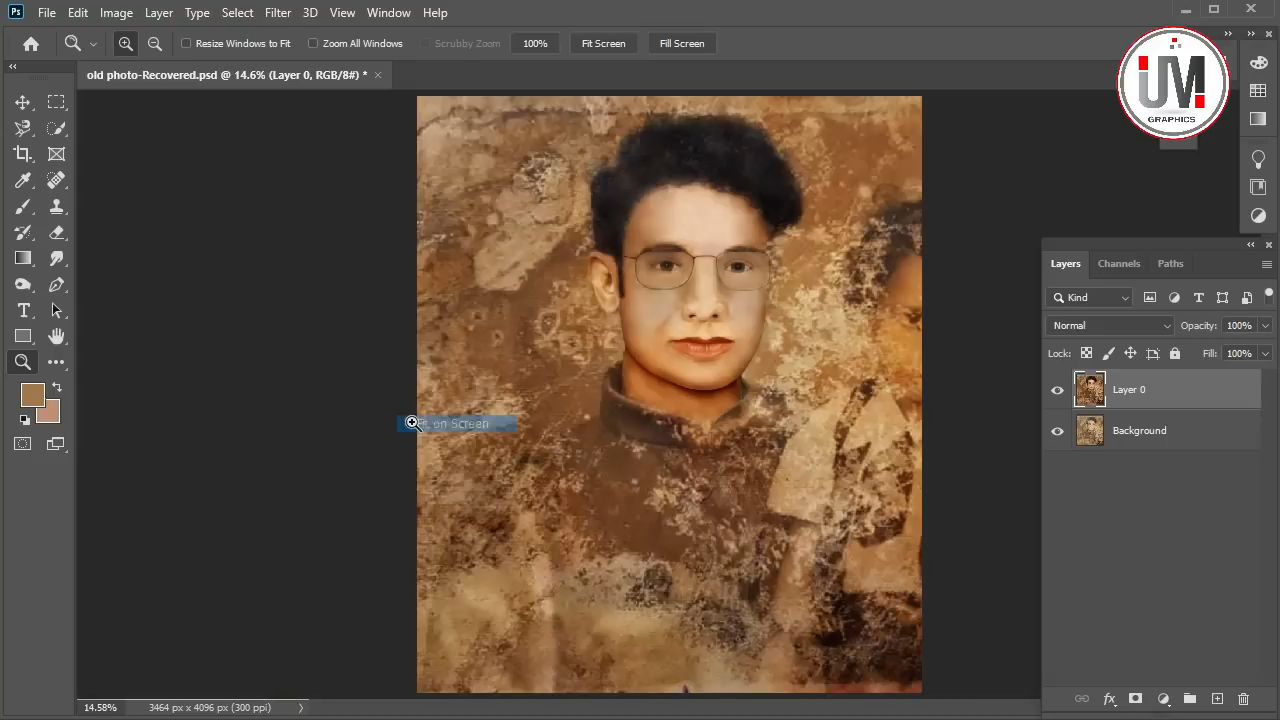 Ps File Edit Image Layer Type Select Filter 3D View Window Help
Resize Windows to Fit Zoom All Windows Scrubby Zoom 100% Fit Screen Fill Screen
old photo-Recovered.psd @ 14.6% (Layer 0, RGB/8#) *
UM
GRAPHICS
Layers Channels Paths
Kind
Normal Opacity: 100%
Lock: Fill: 100%
Layer 0
on Screen
Background
14.58% 3464 px x 4096 px (300 ppi)
fx